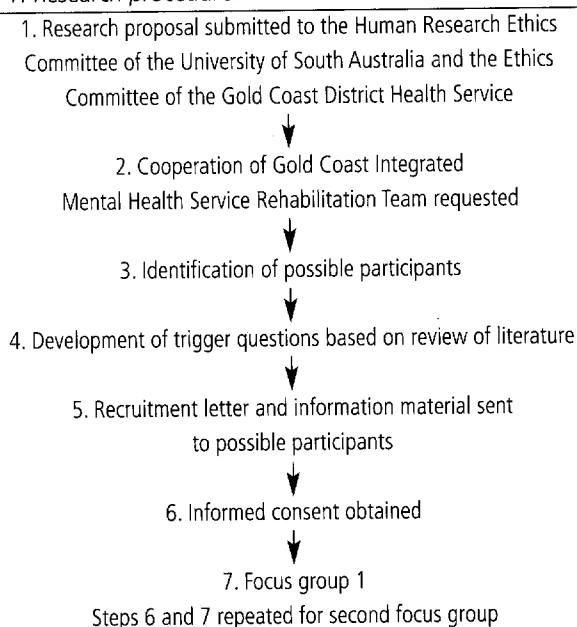 1. Research proposal submitted to the Human Research Ethics
Committee of the University of South Australia and the Ethics
Committee of the Gold Coast District Health Service
2. Cooperation of Gold Coast Integrated
Mental Health Service Rehabilitation Team requested
3. Identification of possible participants
4. Development of trigger questions based on review of literature
5. Recruitment letter and information material sent
to possible participants
6. Informed consent obtained
7. Focus group 1
Steps 6 and 7 repeated for second focus group